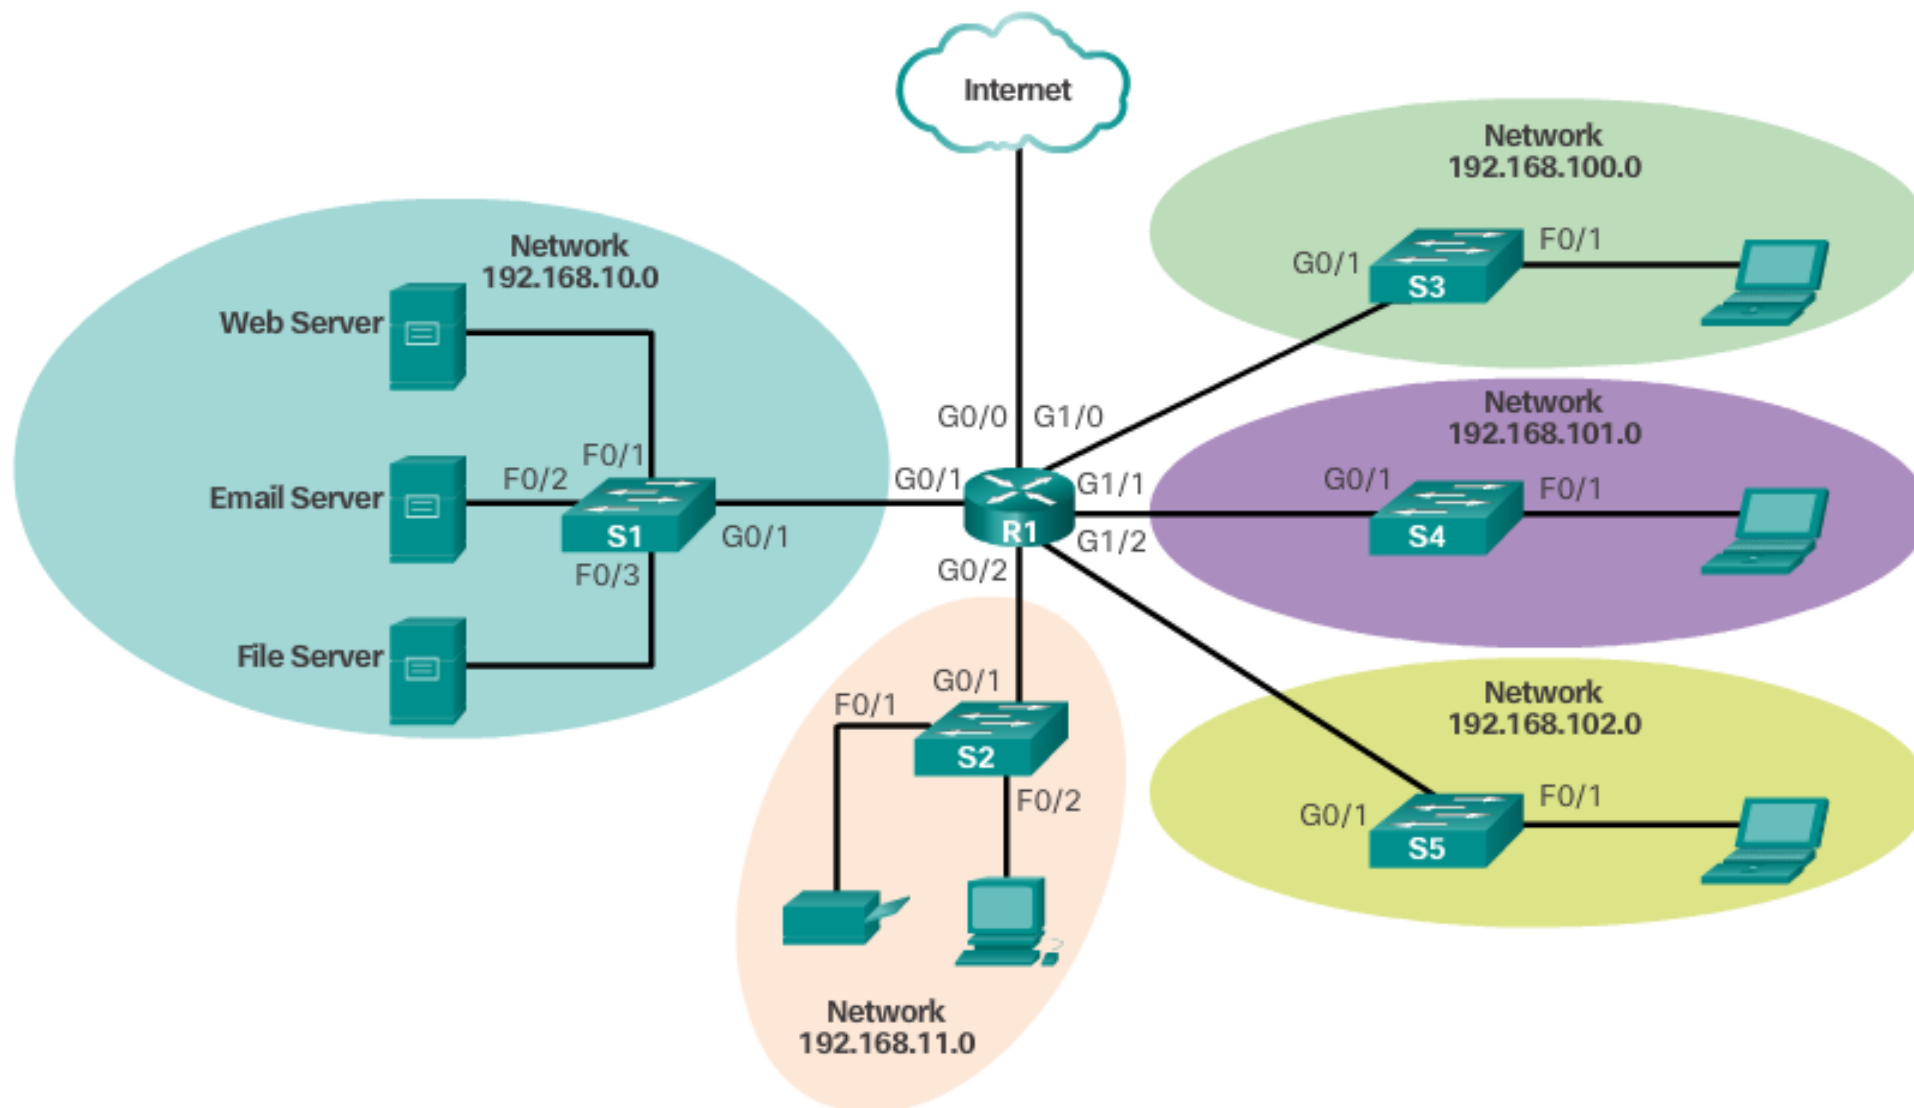 Internet
Network
192.168.10.0
Web Server
Email Server
File Server
F0/1
F0/2
F0/3
S1
G0/1
G0/0
G1/0
G0/1
G1/1
R1
G1/2
G0/2
Network
192.168.100.0
G0/1
F0/1
S3
Network
192.168.101.0
G0/1
F0/1
S4
Network
192.168.102.0
G0/1
F0/1
S5
G0/1
F0/1
S2
F0/2
Network
192.168.11.0